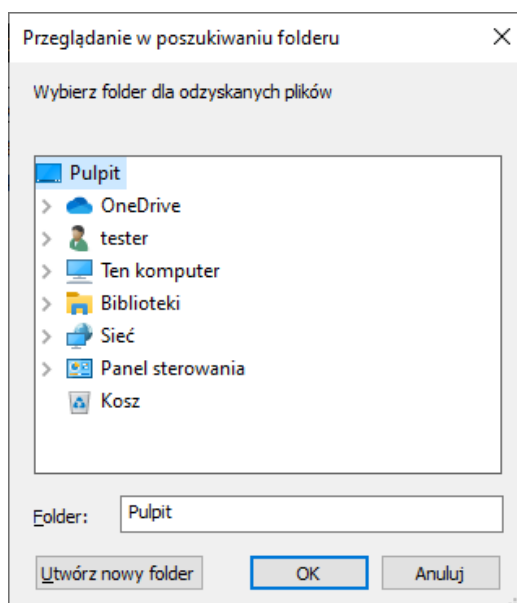 Przeglądanie w poszukiwaniu folderu
Wybierz folder dla odzyskanych plików
Pulpit
OneDrive
tester
Ten komputer
Biblioteki
Sieć
Panel sterowania
Kosz
Folder: Pulpit
Utwórz nowy folder OK Anuluj